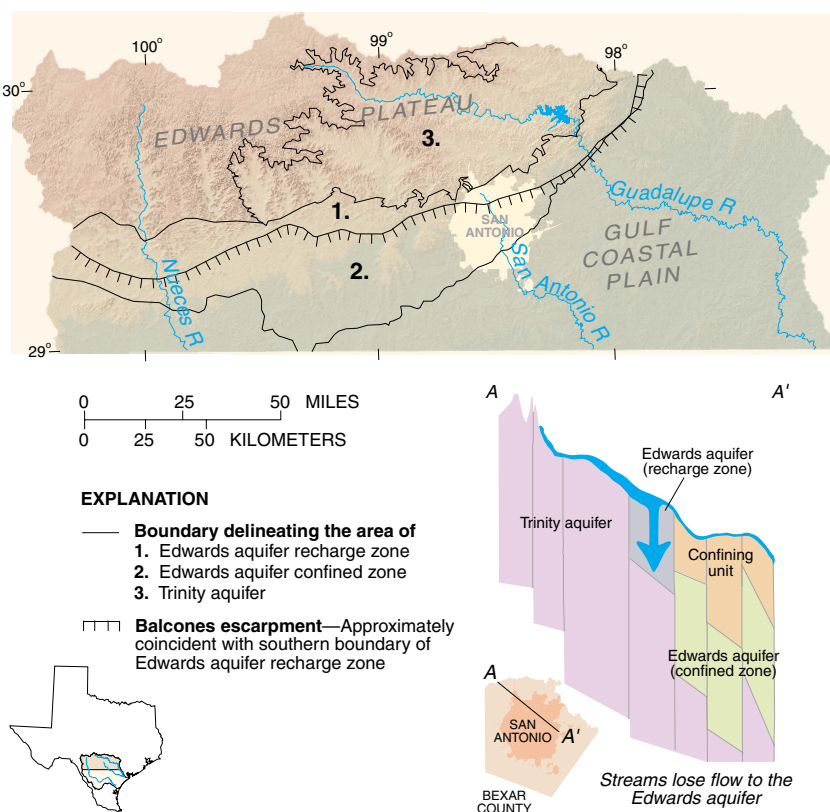 100°
99°
98°
30°
EDWARDS PLATEAU
3.
1.
2.
SAN
ANTONIO
Guadalupe R
GULF
COASTAL
PLAIN
Nueces R
San Antonio R
29°
0 25 50 MILES
0 25 50 KILOMETERS
EXPLANATION
Boundary delineating the area of
1. Edwards aquifer recharge zone
2. Edwards aquifer confined zone
3. Trinity aquifer
Balcones escarpment—Approximately
coincident with southern boundary of
Edwards aquifer recharge zone
A A'
Edwards aquifer
(recharge zone)
Trinity aquifer
Confining
unit
Edwards aquifer
(confined zone)
A
SAN
ANTONIO
A'
BEXAR
COUNTY
Streams lose flow to the
Edwards aquifer